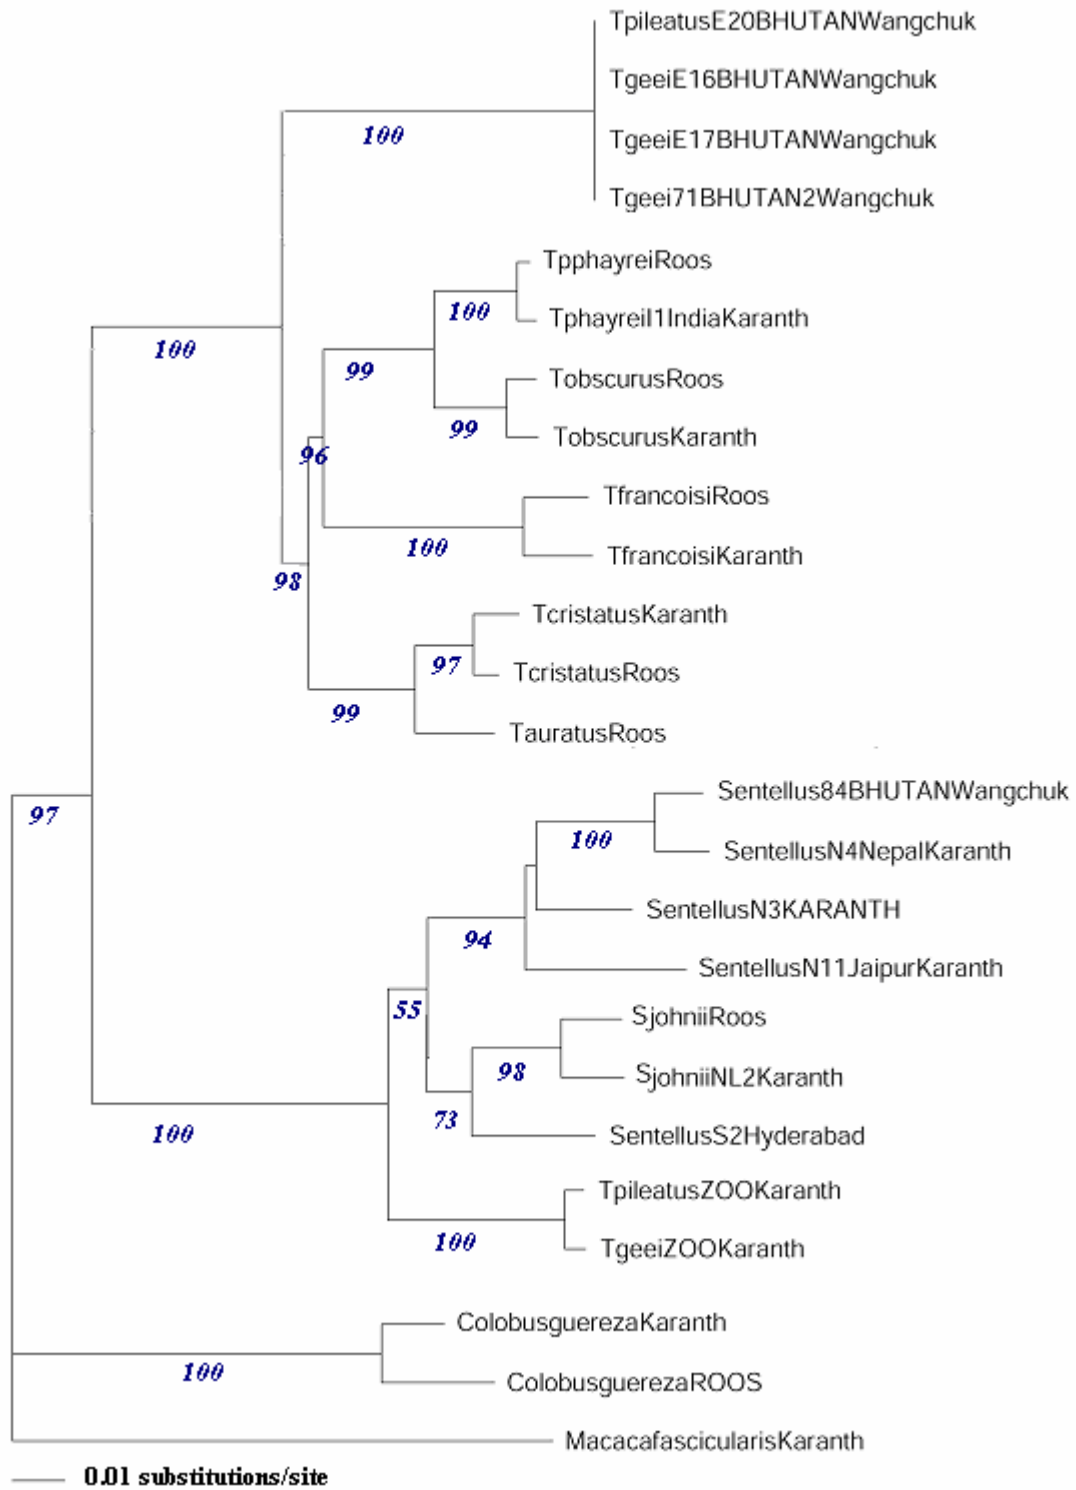 TpileatusE20BHUTANWangchuk
TgeeiE16BHUTANWangchuk
100
TgeeiE17BHUTANWangchuk
Tgeei71BHUTAN2Wangchuk
TpphayreiRoos
100
TphayreiI1IndiaKaranth
100
99
TobscurusRoos
99
TobscurusKaranth
96
TfrancoisiRoos
100
TfrancoisiKaranth
98
TcristatusKaranth
97
TcristatusRoos
99
TauratusRoos
Sentellus84BHUTANWangchuk
97
100
SentellusN4NepalKaranth
SentellusN3KARANTH
94
SentellusN11JaipurKaranth
55
SjohniiRoos
98
SjohniiNL2Karanth
73
100
SentellusS2Hyderabad
TpileatusZOOKaranth
100
TgeeiZOOKaranth
ColobusguerezaKaranth
100
ColobusguerezaROOS
MacacafascicularisKaranth
0.01 substitutions/site